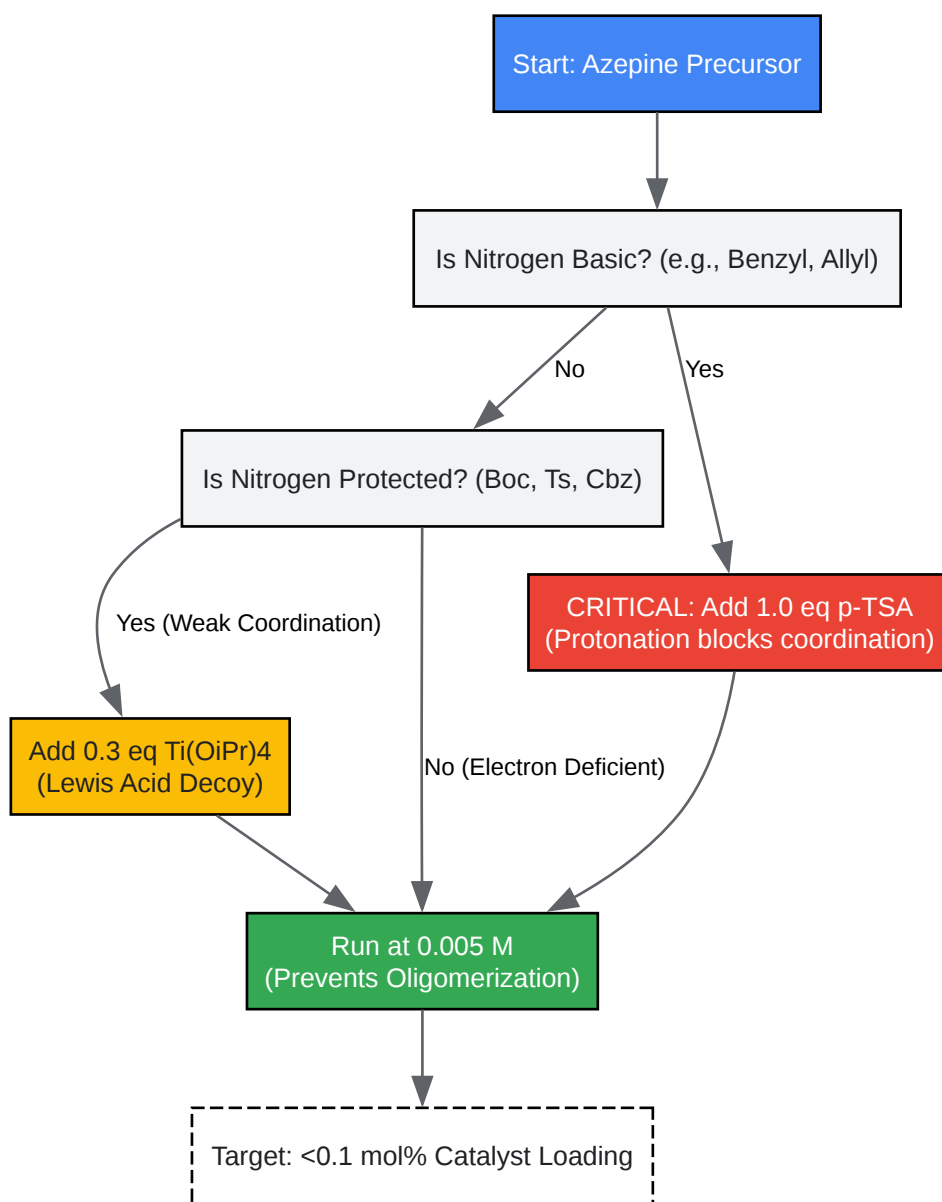 Start: Azepine Precursor
Is Nitrogen Basic? (e.g., Benzyl, Allyl)
No
Yes
Is Nitrogen Protected? (Boc, Ts, Cbz)
CRITICAL: Add 1.0 eq p-TSA
(Protonation blocks coordination)
Yes (Weak Coordination)
Add 0.3 eq Ti(OiPr)4
(Lewis Acid Decoy)
No (Electron Deficient)
Run at 0.005 M
(Prevents Oligomerization)
Target: <0.1 mol% Catalyst Loading